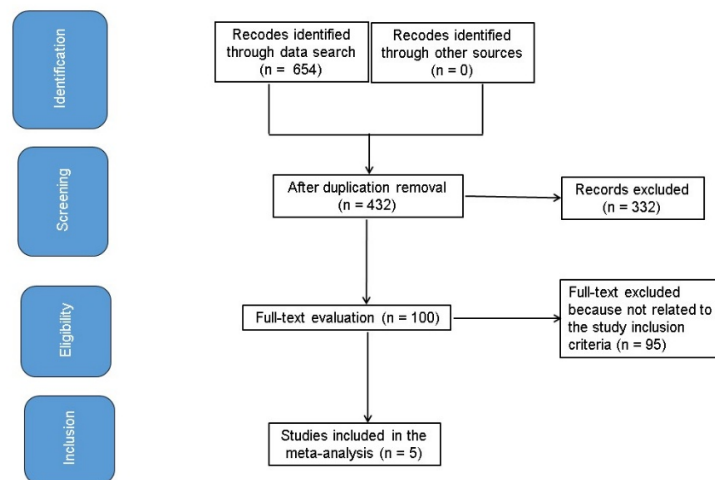 Identification
Recodes identified
through data search
(n = 654)
Recodes identified
through other sources
(n = 0)
Screening
After duplication removal
(n = 432)
Records excluded
(n = 332)
Eligibility
Full-text evaluation (n = 100)
Full-text excluded
because not related to
the study inclusion
criteria (n = 95)
Inclusion
Studies included in the
meta-analysis (n = 5)